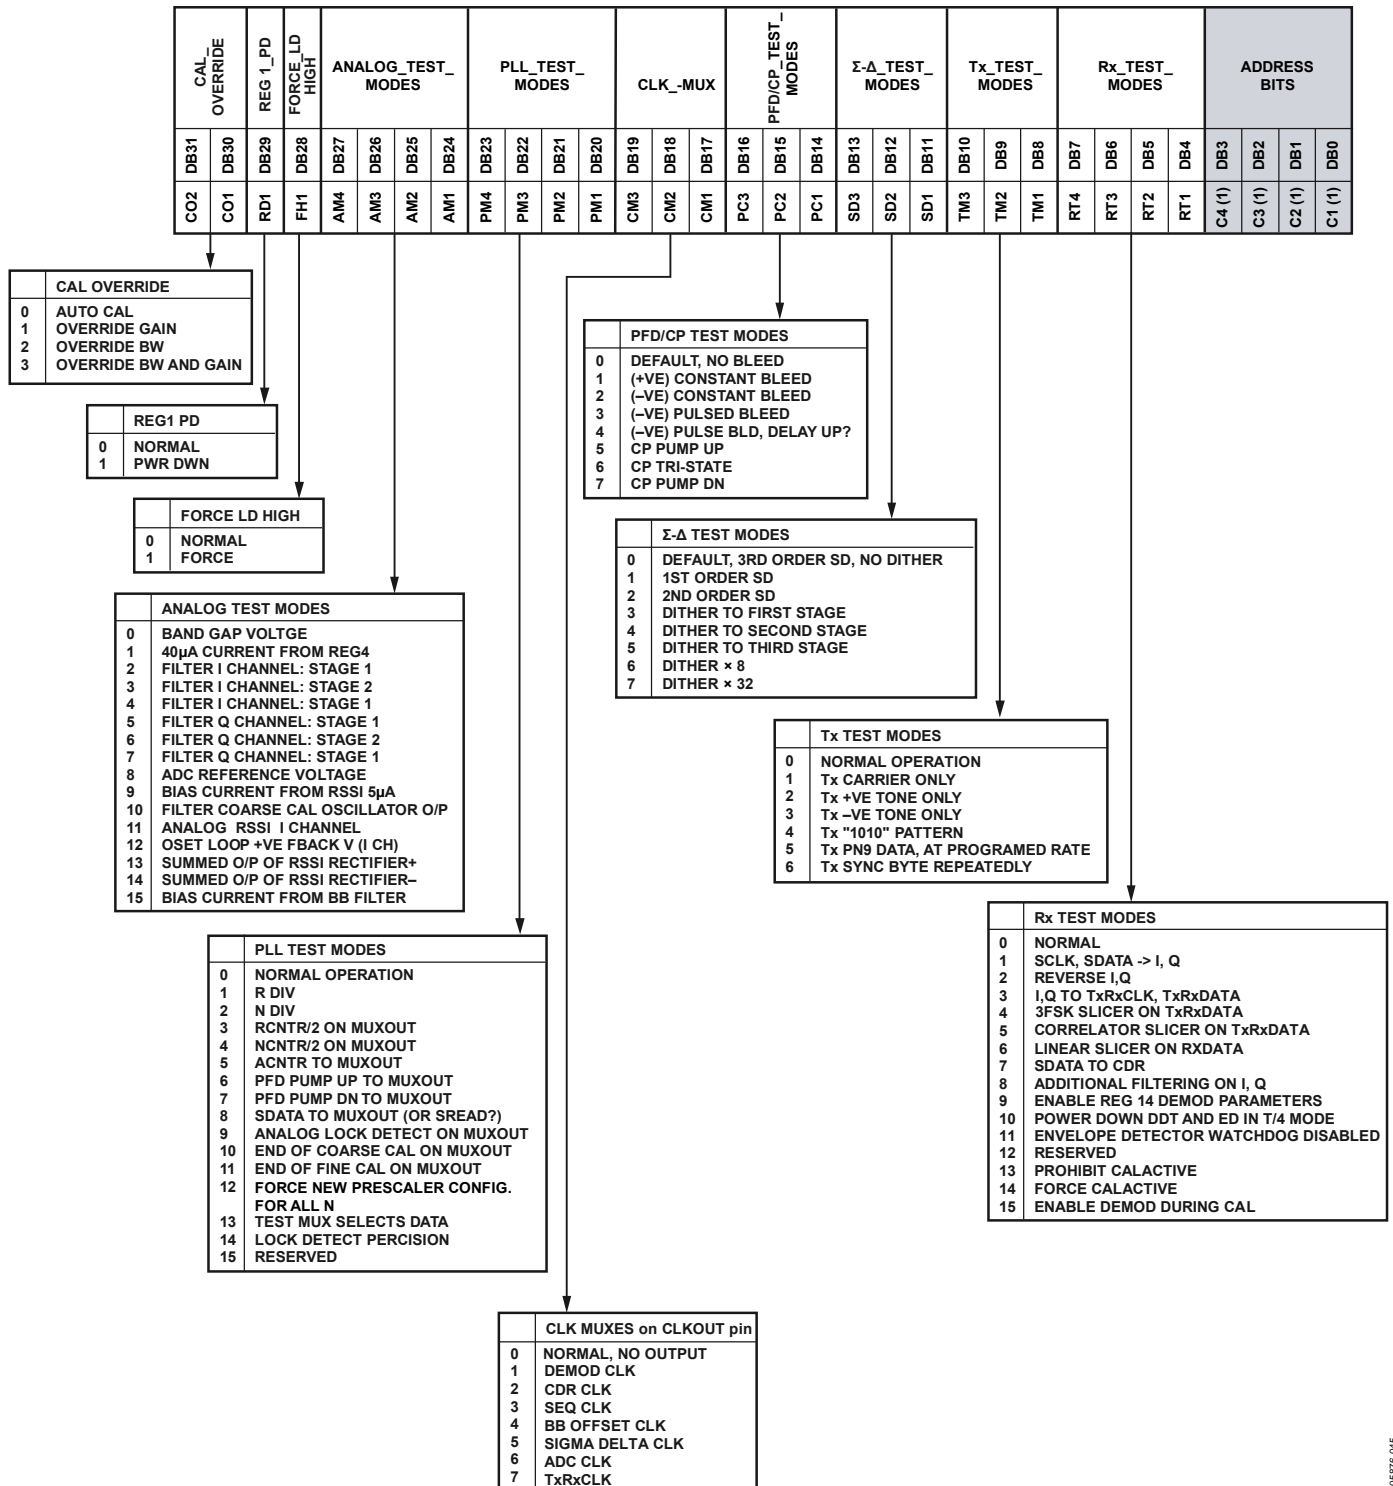 CAL_
OVERRIDE
REG 1_PD
FORCE_LD
HIGH
ANALOG_TEST_
MODES
PLL_TEST_
MODES
CLK_-MUX
PFD/CP_TEST_
MODES
Σ-Δ_TEST_
MODES
Tx_TEST_
MODES
Rx_TEST_
MODES
ADDRESS
BITS
DB31 DB30 DB29 DB28 DB27 DB26 DB25 DB24 DB23 DB22 DB21 DB20 DB19 DB18 DB17 DB16 DB15 DB14 DB13 DB12 DB11 DB10 DB9 DB8 DB7 DB6 DB5 DB4 DB3 DB2 DB1 DB0
CO2 CO1 RD1 FH1 AM4 AM3 AM2 AM1 PM4 PM3 PM2 PM1 CM3 CM2 CM1 PC3 PC2 PC1 SD3 SD2 SD1 TM3 TM2 TM1 RT4 RT3 RT2 RT1 C4 (1) C3 (1) C2 (1) C1 (1)
CAL OVERRIDE
0 AUTO CAL
1 OVERRIDE GAIN
2 OVERRIDE BW
3 OVERRIDE BW AND GAIN
REG1 PD
0 NORMAL
1 PWR DWN
FORCE LD HIGH
0 NORMAL
1 FORCE
ANALOG TEST MODES
0 BAND GAP VOLTGE
1 40µA CURRENT FROM REG4
2 FILTER I CHANNEL: STAGE 1
3 FILTER I CHANNEL: STAGE 2
4 FILTER I CHANNEL: STAGE 1
5 FILTER Q CHANNEL: STAGE 1
6 FILTER Q CHANNEL: STAGE 2
7 FILTER Q CHANNEL: STAGE 1
8 ADC REFERENCE VOLTAGE
9 BIAS CURRENT FROM RSSI 5µA
10 FILTER COARSE CAL OSCILLATOR O/P
11 ANALOG RSSI I CHANNEL
12 OSET LOOP +VE FBACK V (I CH)
13 SUMMED O/P OF RSSI RECTIFIER+
14 SUMMED O/P OF RSSI RECTIFIER–
15 BIAS CURRENT FROM BB FILTER
PLL TEST MODES
0 NORMAL OPERATION
1 R DIV
2 N DIV
3 RCNTR/2 ON MUXOUT
4 NCNTR/2 ON MUXOUT
5 ACNTR TO MUXOUT
6 PFD PUMP UP TO MUXOUT
7 PFD PUMP DN TO MUXOUT
8 SDATA TO MUXOUT (OR SREAD?)
9 ANALOG LOCK DETECT ON MUXOUT
10 END OF COARSE CAL ON MUXOUT
11 END OF FINE CAL ON MUXOUT
12 FORCE NEW PRESCALER CONFIG.
FOR ALL N
13 TEST MUX SELECTS DATA
14 LOCK DETECT PERCISION
15 RESERVED
CLK MUXES on CLKOUT pin
0 NORMAL, NO OUTPUT
1 DEMOD CLK
2 CDR CLK
3 SEQ CLK
4 BB OFFSET CLK
5 SIGMA DELTA CLK
6 ADC CLK
7 TxRxCLK
PFD/CP TEST MODES
0 DEFAULT, NO BLEED
1 (+VE) CONSTANT BLEED
2 (–VE) CONSTANT BLEED
3 (–VE) PULSED BLEED
4 (–VE) PULSE BLD, DELAY UP?
5 CP PUMP UP
6 CP TRI-STATE
7 CP PUMP DN
Σ-Δ TEST MODES
0 DEFAULT, 3RD ORDER SD, NO DITHER
1 1ST ORDER SD
2 2ND ORDER SD
3 DITHER TO FIRST STAGE
4 DITHER TO SECOND STAGE
5 DITHER TO THIRD STAGE
6 DITHER × 8
7 DITHER × 32
Tx TEST MODES
0 NORMAL OPERATION
1 Tx CARRIER ONLY
2 Tx +VE TONE ONLY
3 Tx –VE TONE ONLY
4 Tx "1010" PATTERN
5 Tx PN9 DATA, AT PROGRAMED RATE
6 Tx SYNC BYTE REPEATEDLY
Rx TEST MODES
0 NORMAL
1 SCLK, SDATA -> I, Q
2 REVERSE I,Q
3 I,Q TO TxRxCLK, TxRxDATA
4 3FSK SLICER ON TxRxDATA
5 CORRELATOR SLICER ON TxRxDATA
6 LINEAR SLICER ON RXDATA
7 SDATA TO CDR
8 ADDITIONAL FILTERING ON I, Q
9 ENABLE REG 14 DEMOD PARAMETERS
10 POWER DOWN DDT AND ED IN T/4 MODE
11 ENVELOPE DETECTOR WATCHDOG DISABLED
12 RESERVED
13 PROHIBIT CALACTIVE
14 FORCE CALACTIVE
15 ENABLE DEMOD DURING CAL